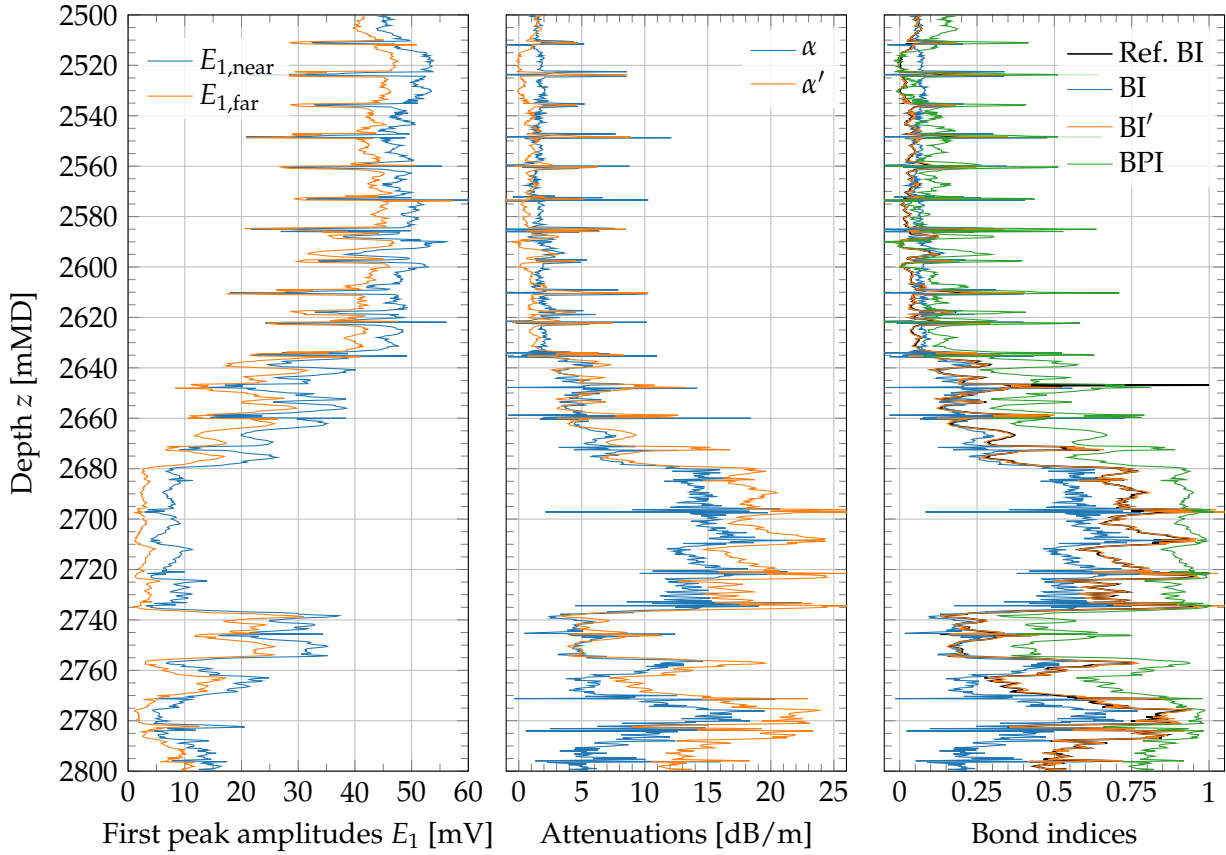 2500
2520
2540
2560
2580
2600
2620
2640
2660
2680
2700
2720
2740
2760
2780
2800
Depth z [mMD]
E1,near
E1,far
0 10 20 30 40 50 60
First peak amplitudes E1 [mV]
α
α′
0 5 10 15 20 25
Attenuations [dB/m]
Ref. BI
BI
BI′
BPI
0 0.25 0.5 0.75 1
Bond indices